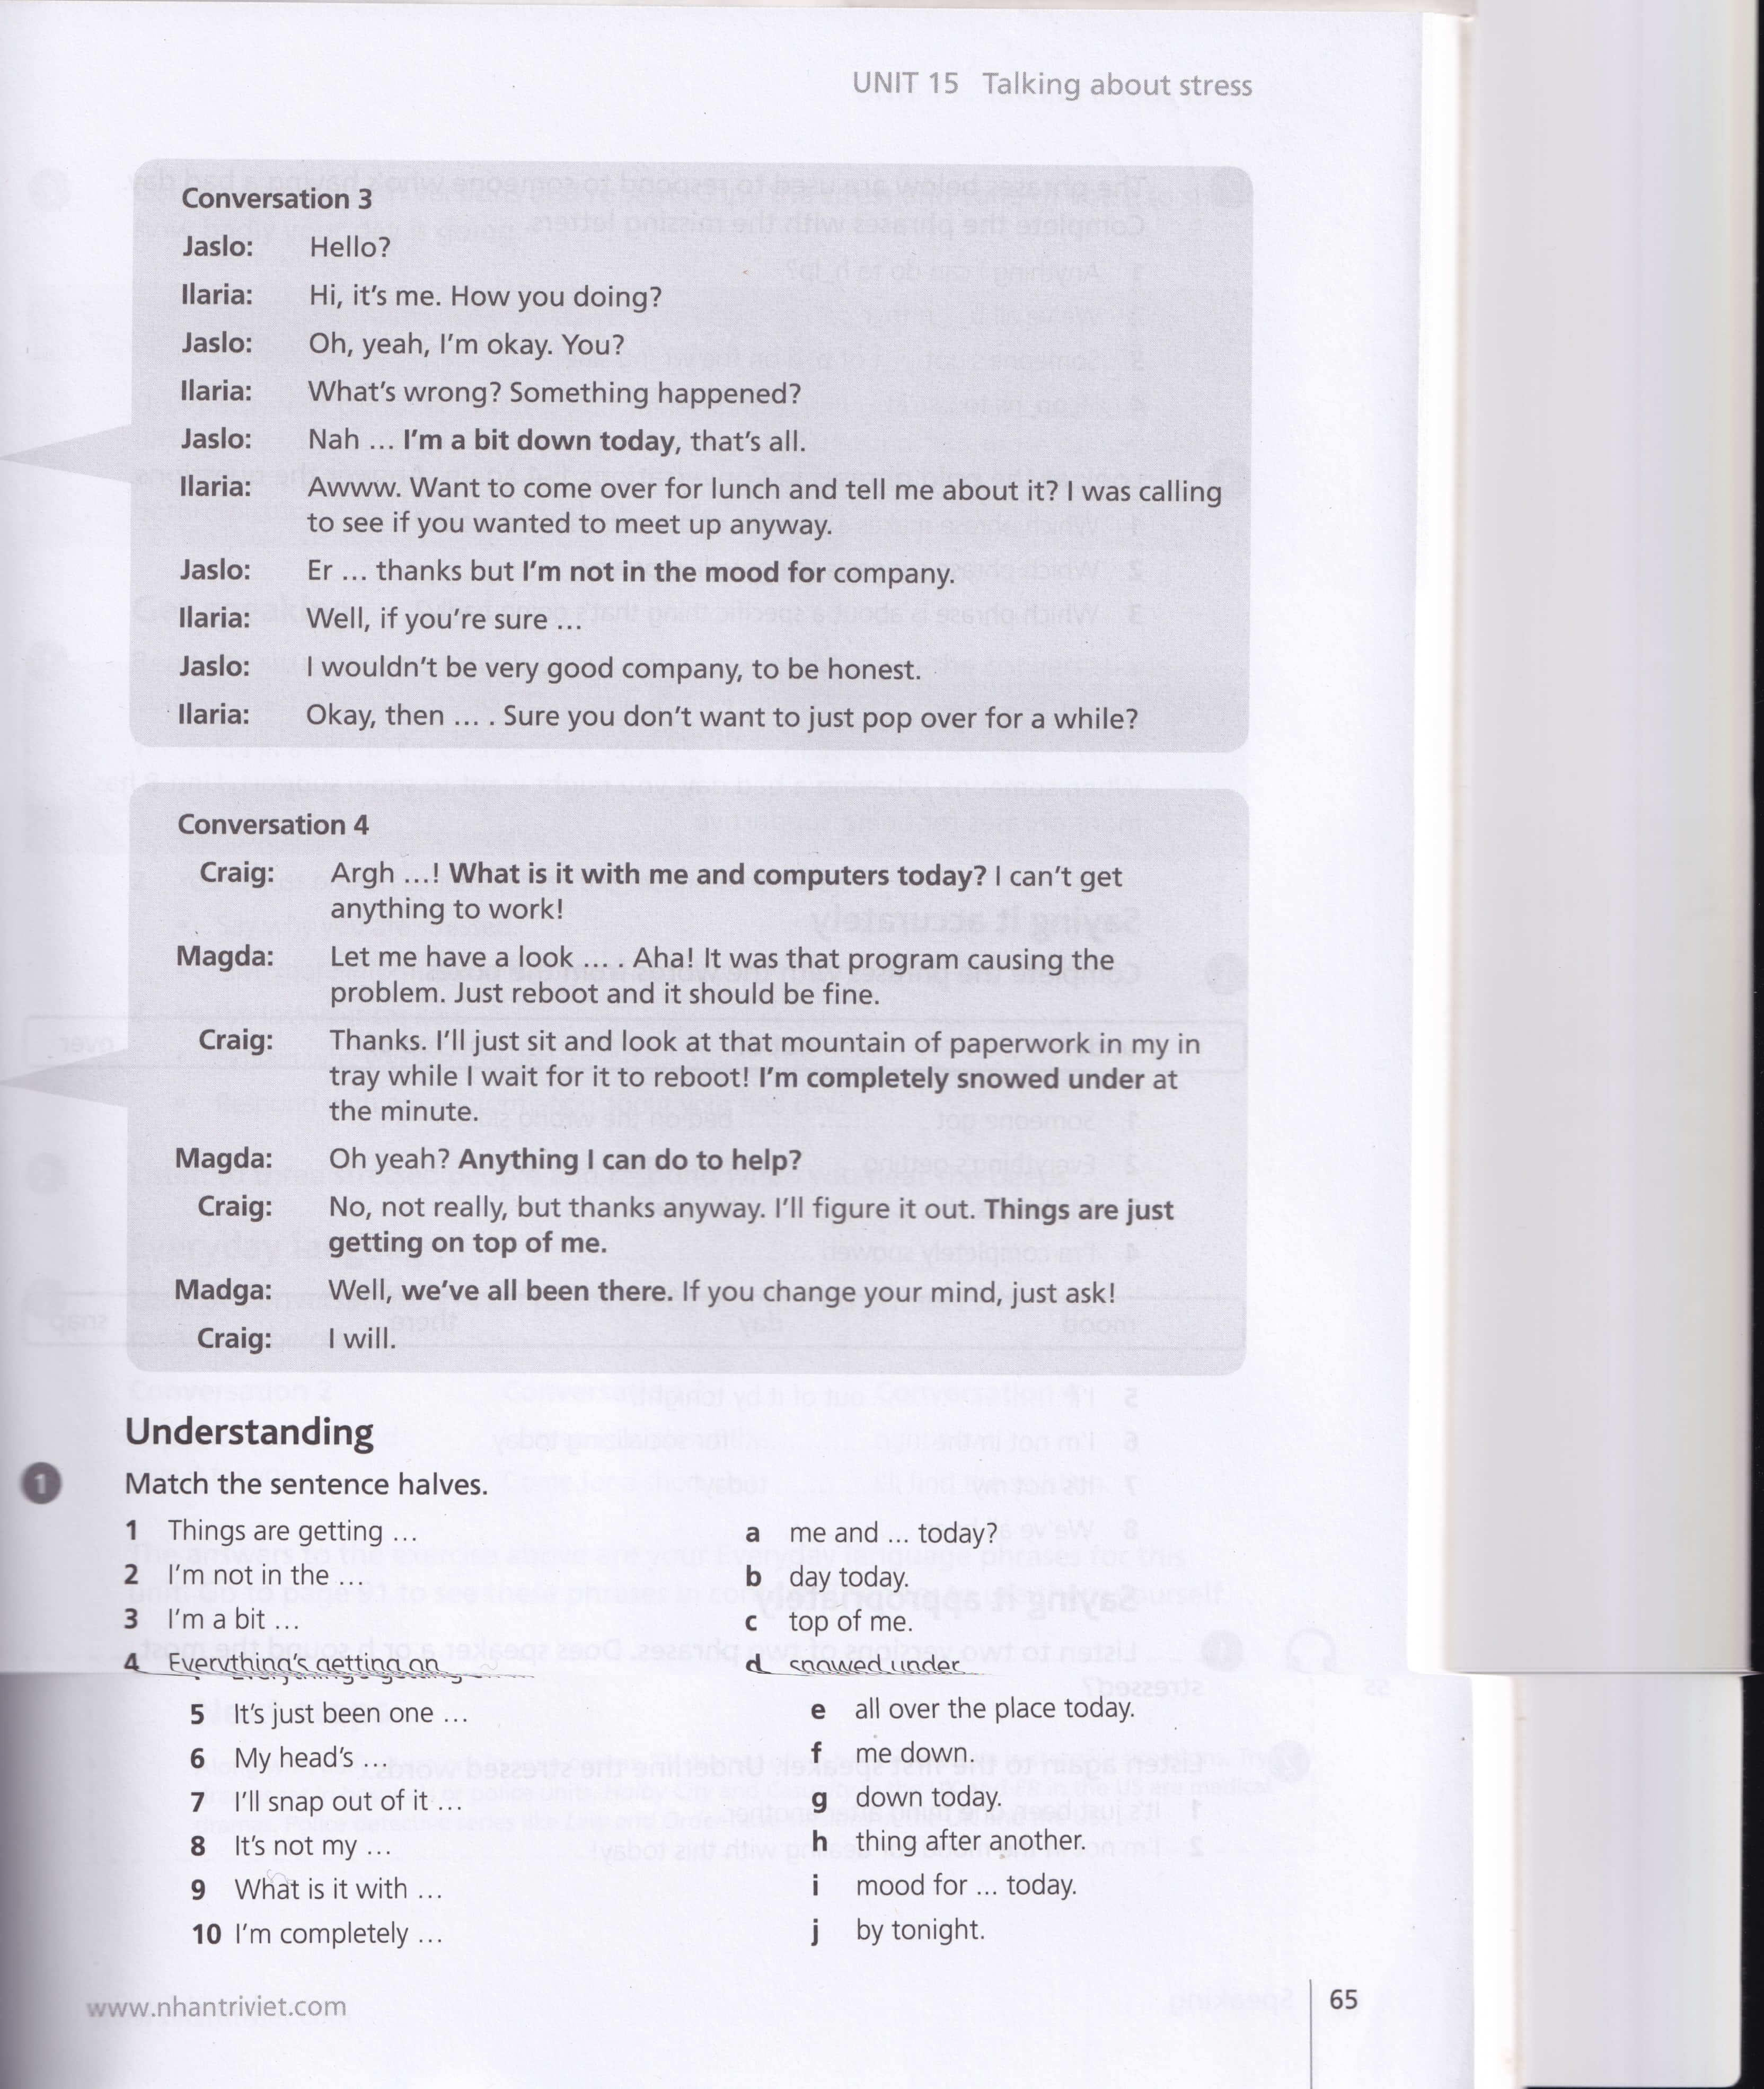 UNIT 15 Talking about stress
Conversation 3
Jaslo: Hello?
Ilaria: Hi, it's me. How you doing?
Jaslo: Oh, yeah, I'm okay. You?
Ilaria: What's wrong? Something happened?
Jaslo: Nah ... I'm a bit down today, that's all.
Ilaria: Awww. Want to come over for lunch and tell me about it? I was calling
to see if you wanted to meet up anyway.
Jaslo: Er ... thanks but I'm not in the mood for company.
Ilaria: Well, if you're sure ...
Jaslo: I wouldn't be very good company, to be honest.
Ilaria: Okay, then ... . Sure you don't want to just pop over for a while?
Conversation 4
Craig: Argh ...! What is it with me and computers today? I can't get
anything to work!
Magda: Let me have a look ... . Aha! It was that program causing the
problem. Just reboot and it should be fine.
Craig: Thanks. I'll just sit and look at that mountain of paperwork in my in
tray while I wait for it to reboot! I'm completely snowed under at
the minute.
Magda: Oh yeah? Anything I can do to help?
Craig: No, not really, but thanks anyway. I'll figure it out. Things are just
getting on top of me.
Madga: Well, we've all been there. If you change your mind, just ask!
Craig: I will.
Understanding
1 Match the sentence halves.
1 Things are getting ...
a me and ... today?
2 I'm not in the ...
b day today.
3 I'm a bit ...
c top of me.
4 Everything's getting on
d snowed under
5 It's just been one ...
e all over the place today.
6 My head's ...
f me down.
7 I'll snap out of it ...
g down today.
8 It's not my ...
h thing after another.
9 What is it with ...
i mood for ... today.
10 I'm completely ...
j by tonight.
www.nhantriviet.com
65